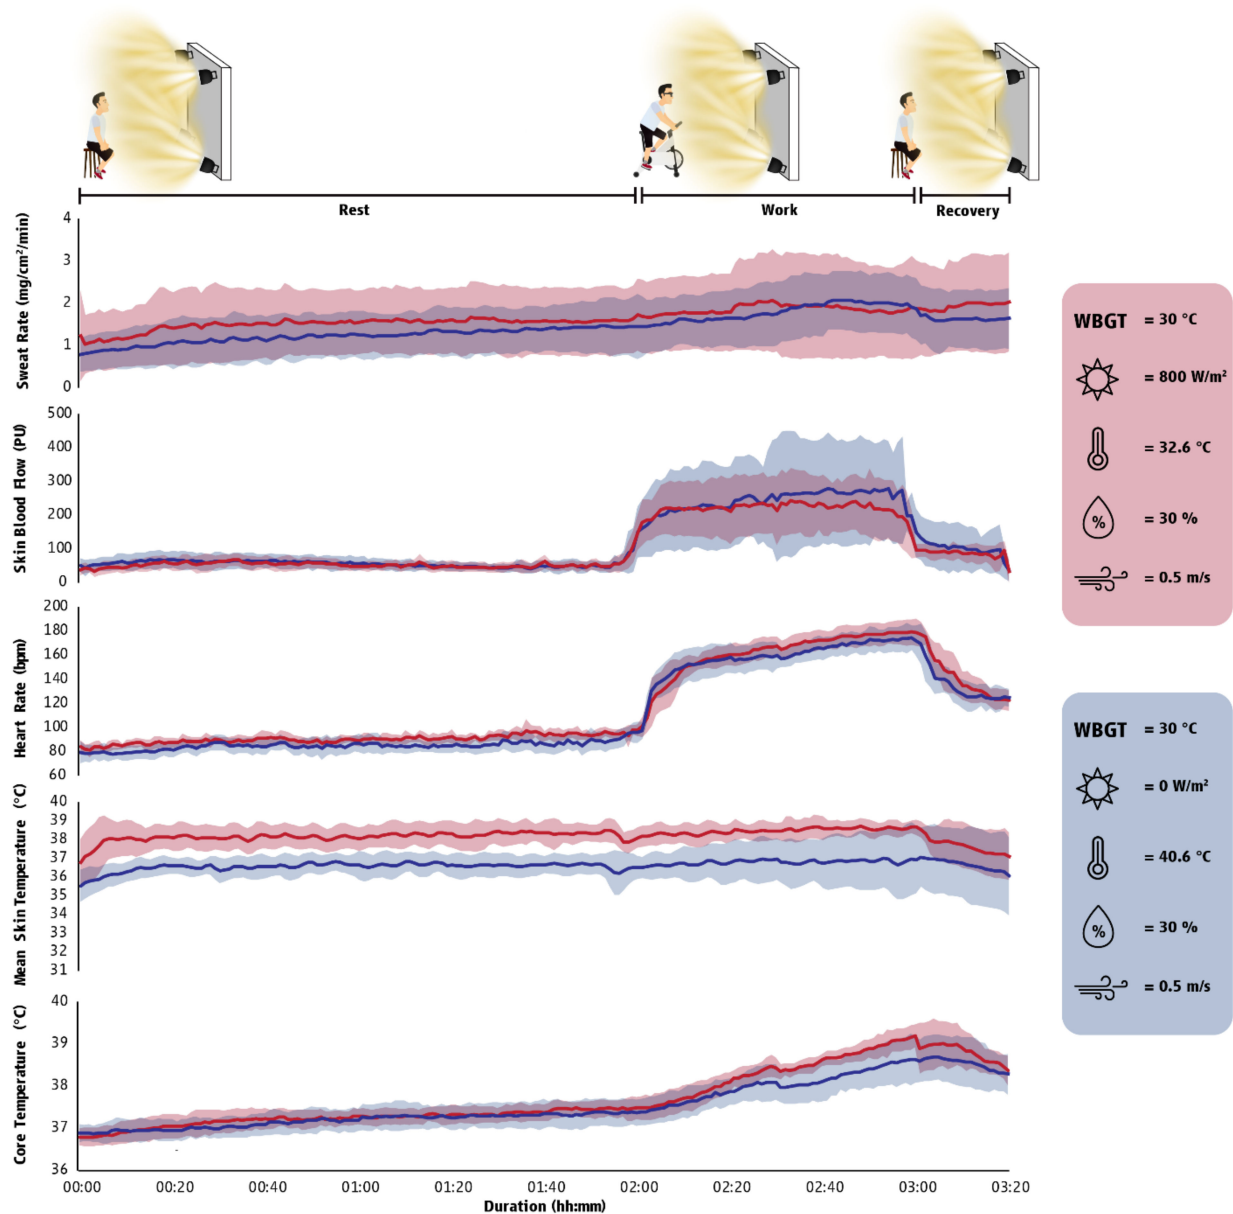 Rest
Work
Recovery
Sweat Rate (mg/cm²/min)
4
3
2
1
0
Skin Blood Flow (PU)
500
400
300
200
100
0
Heart Rate (bpm)
200
180
160
140
120
100
80
60
Mean Skin Temperature (°C)
40
39
38
37
36
35
34
33
32
31
Core Temperature (°C)
40
39
38
37
36
00:00 00:20 00:40 01:00 01:20 01:40 02:00 02:20 02:40 03:00 03:20
Duration (hh:mm)
WBGT = 30 °C
= 800 W/m²
= 32.6 °C
% = 30 %
= 0.5 m/s
WBGT = 30 °C
= 0 W/m²
= 40.6 °C
% = 30 %
= 0.5 m/s